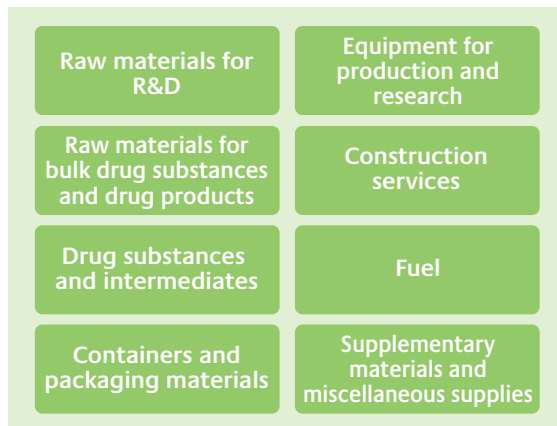 Raw materials for
R&D
Equipment for
production and
research
Raw materials for
bulk drug substances
and drug products
Construction
services
Drug substances
and intermediates
Fuel
Containers and
packaging materials
Supplementary
materials and
miscellaneous supplies